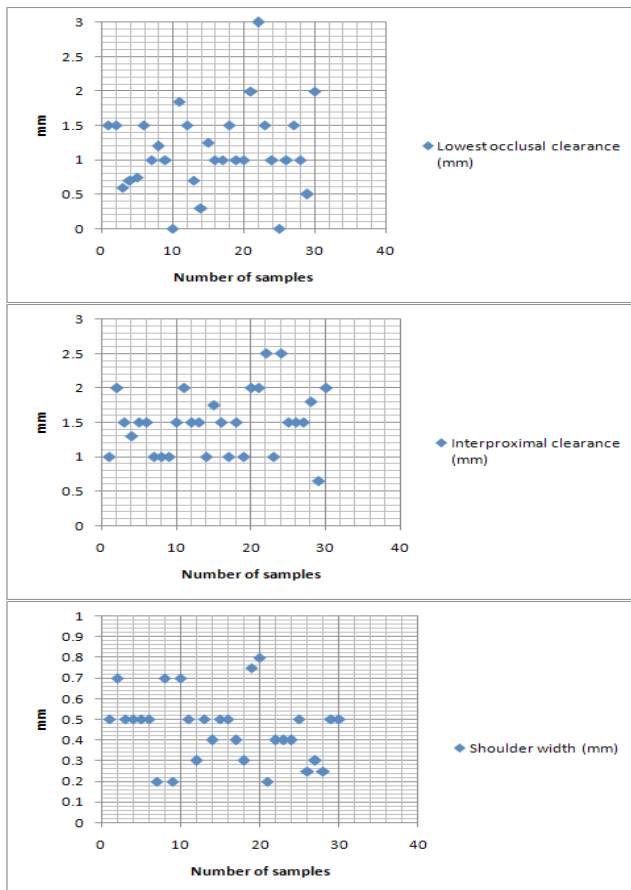 3
2.5
2
1.5
1
0.5
0
mm
0 10 20 30 40
Number of samples
Lowest occlusal clearance
(mm)
3
2.5
2
1.5
1
0.5
0
mm
0 10 20 30 40
Number of samples
Interproximal clearance
(mm)
1
0.9
0.8
0.7
0.6
0.5
0.4
0.3
0.2
0.1
0
mm
0 10 20 30 40
Number of samples
Shoulder width (mm)